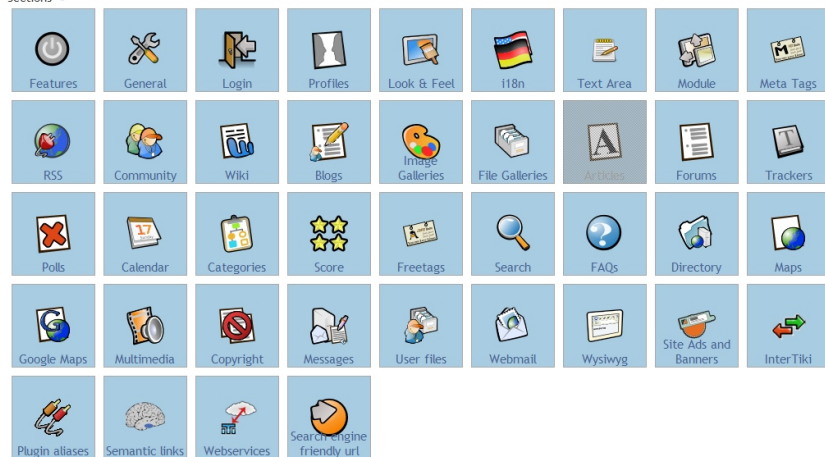 Sections
Features
General
Login
Profiles
Look & Feel
i18n
Text Area
Module
Meta Tags
RSS
Community
Wiki
Blogs
Image
Galleries
File Galleries
Articles
Forums
Trackers
Polls
17
Calendar
Categories
Score
Freetags
Search
FAQs
Directory
Maps
Google Maps
Multimedia
Copyright
Messages
User files
Webmail
Wysiwyg
Site Ads and
Banners
InterTiki
Plugin aliases
Semantic links
Webservices
Search engine
friendly url